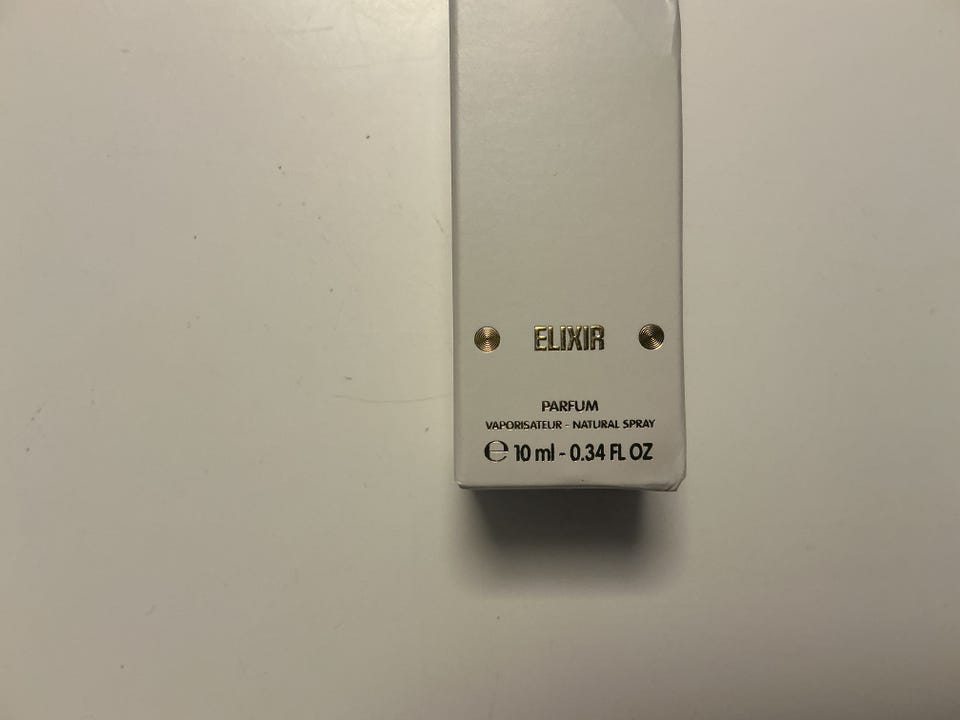 ELIXIR
PARFUM
VAPORISATEUR - NATURAL SPRAY
℮ 10 ml - 0.34 FL OZ